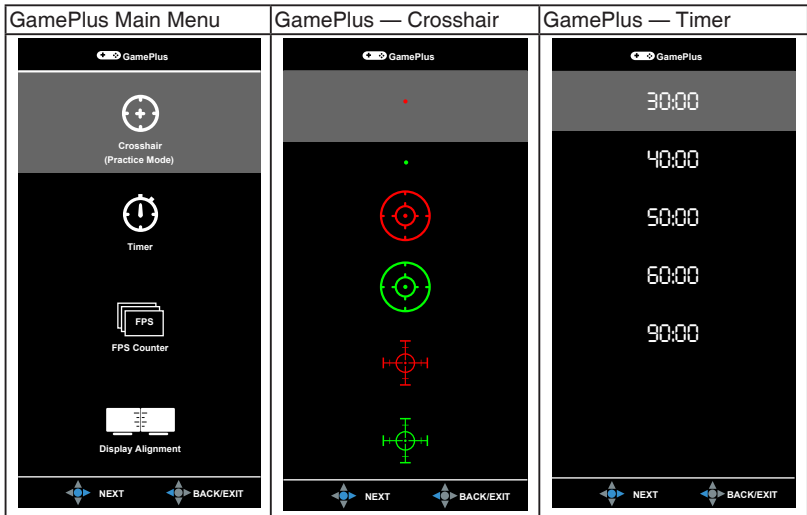 GamePlus Main Menu
GamePlus
Crosshair
(Practice Mode)
Timer
FPS
FPS Counter
Display Alignment
NEXT BACK/EXIT
GamePlus — Crosshair
GamePlus
NEXT BACK/EXIT
GamePlus — Timer
GamePlus
30:00
40:00
50:00
60:00
90:00
NEXT BACK/EXIT